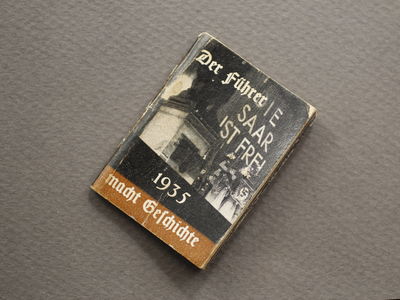 Der Führer
IE
SAAR
IST FREI
1935
macht Geschichte